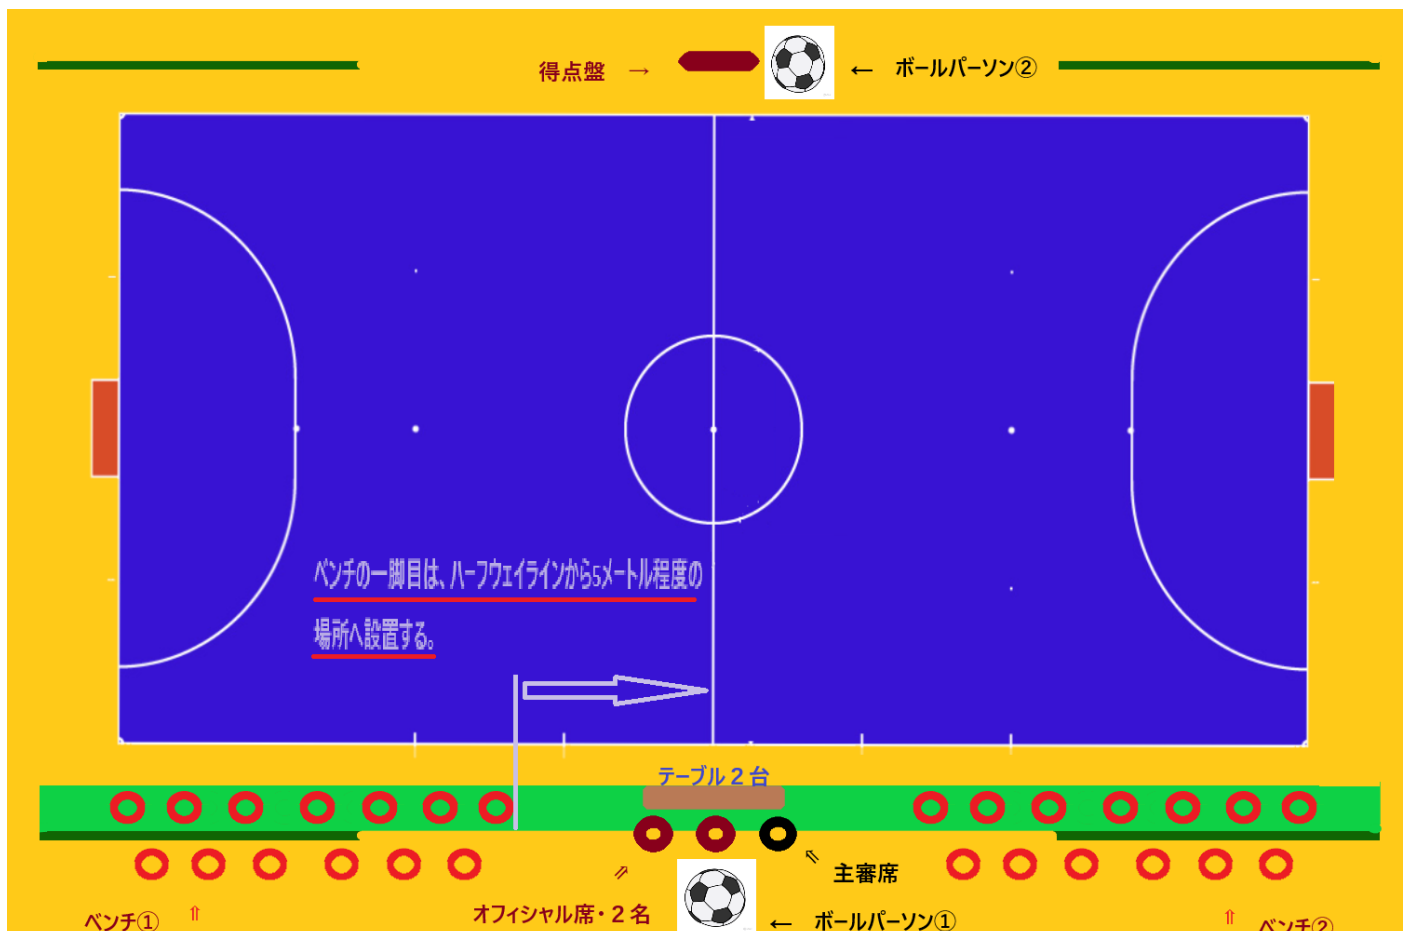 得点盤 →
← ボールパーソン②
ベンチの一脚目は、ハーフウェイラインから5メートル程度の
場所へ設置する。
テーブル２台
⇖
主審席
⇗
オフィシャル席・２名
← ボールパーソン①
ベンチ① ⇑
⇑ ベンチ②